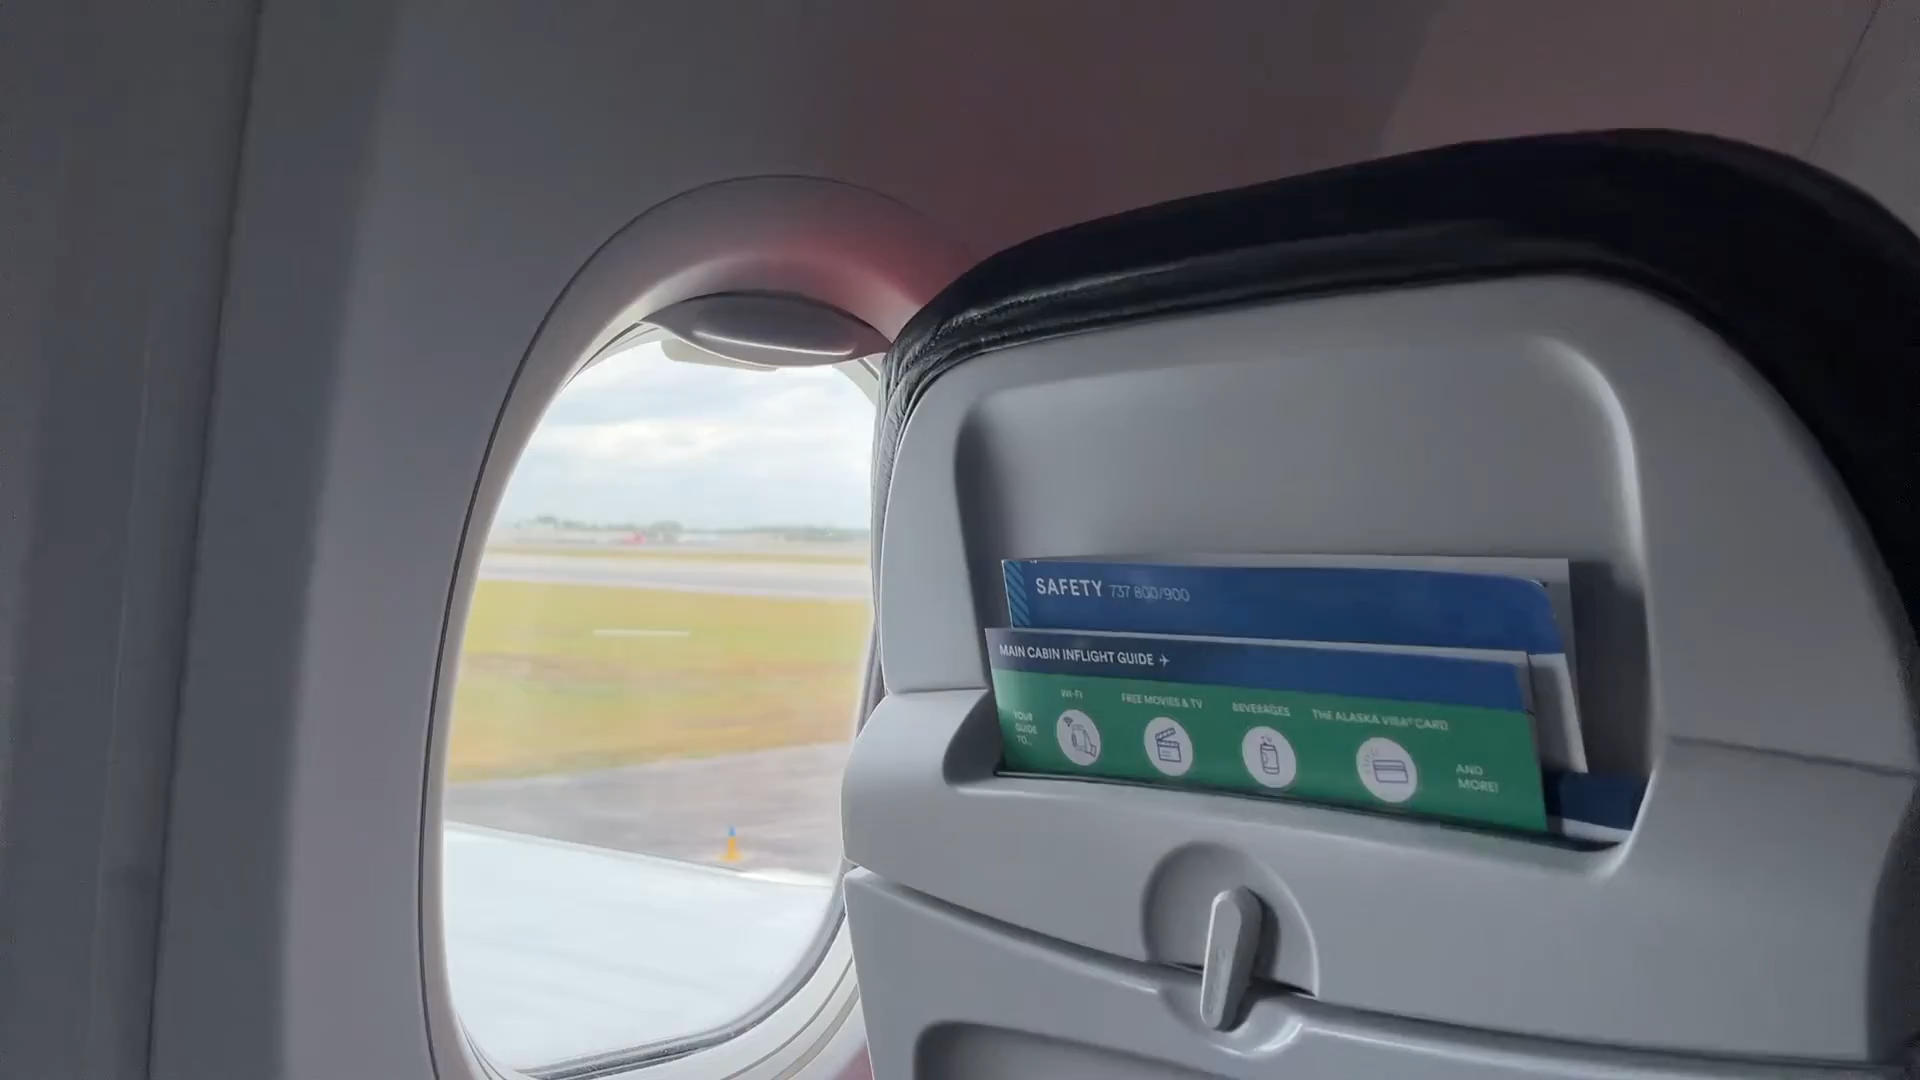 SAFETY 737 800/900
MAIN CABIN INFLIGHT GUIDE
YOUR
GUIDE
TO...
WI-FI
FREE MOVIES & TV
BEVERAGES
THE ALASKA VISA® CARD
AND
MORE!